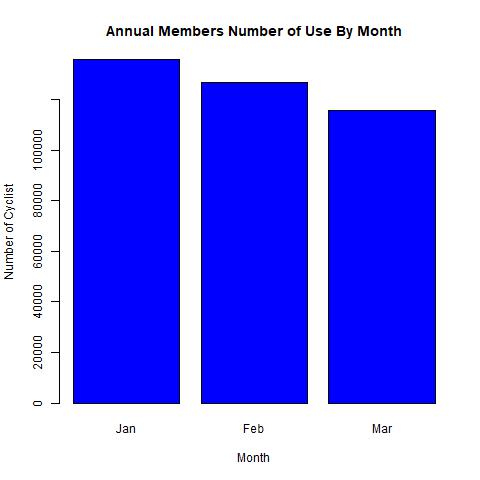 Annual Members Number of Use By Month
Number of Cyclist
100000
80000
60000
40000
20000
0
Jan Feb Mar
Month